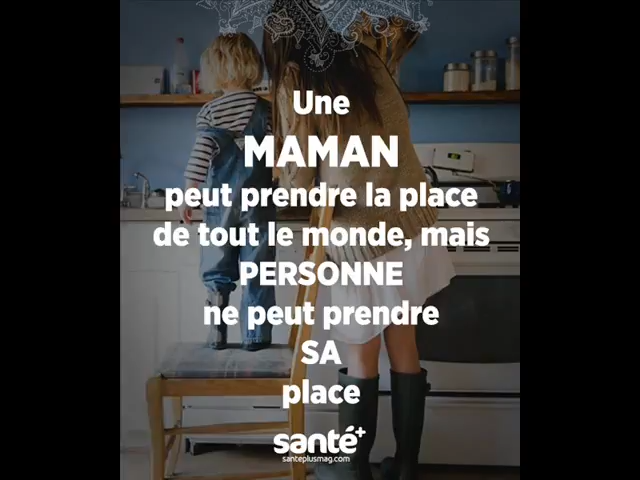 Une
MAMAN
peut prendre la place
de tout le monde, mais
PERSONNE
ne peut prendre
SA
place
santé+
santeplusmag.com